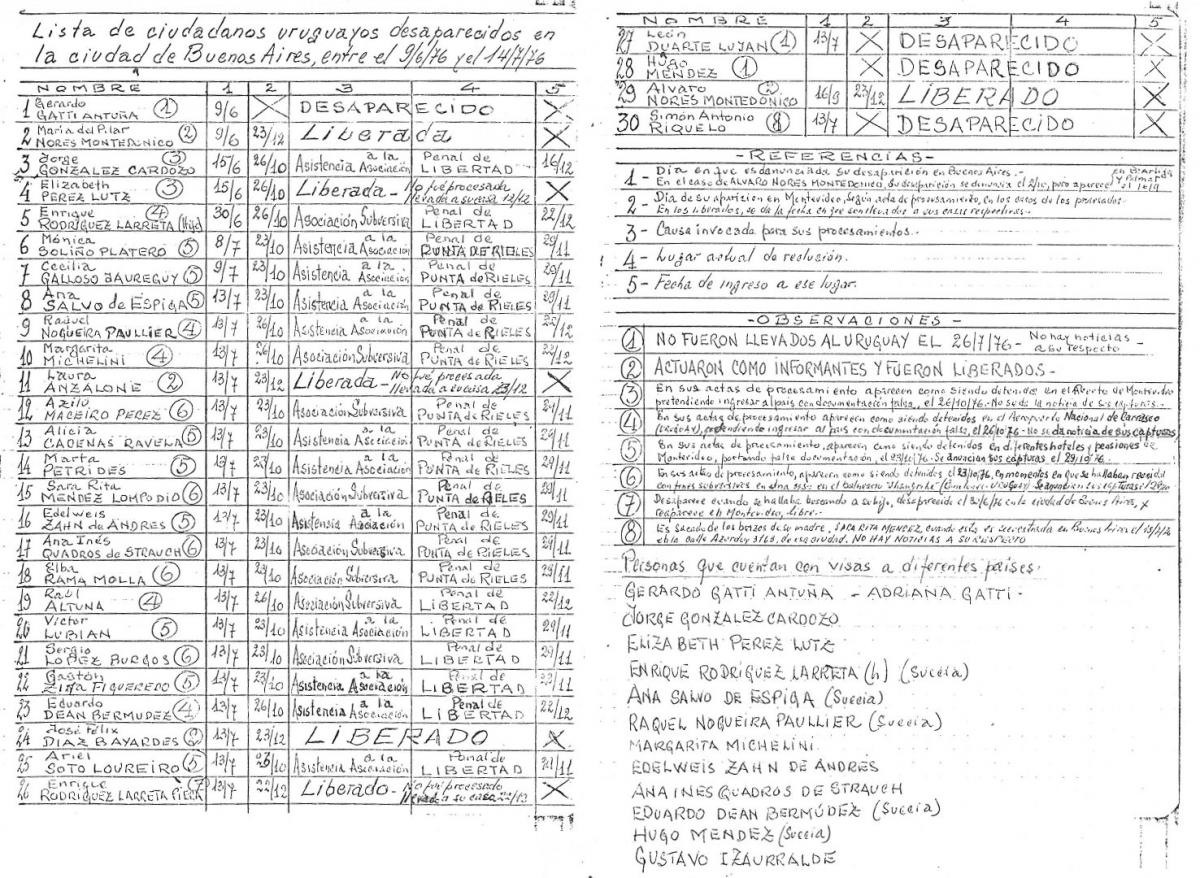 Lista de ciudadanos uruguayos desaparecidos en
la ciudad de Buenos Aires, entre el 9/6/76 y el 14/7/76
NOMBRE 1 2 3 4 5
1 Gerardo GATTI ANTUÑA (1) 9/6 X DESAPARECIDO X
2 Maria del Pilar NORES MONTEDONICO (2) 9/6 23/12 Liberada X
3 Jorge GONZALEZ CARDOZO (3) 15/6 26/10 Asistencia a la Asociación Penal de LIBERTAD 16/12
4 Elizabeth PEREZ LUTZ (3) 15/6 26/10 Liberada - No fué procesada llevada a su casa 12/12 X
5 Enrique RODRIGUEZ LARRETA (Hijo) (4) 30/6 26/10 Asociación Subversiva Penal de LIBERTAD 22/12
6 Mónica SOLIÑO PLATERO (5) 8/7 23/10 Asistencia a la Asociación Penal de PUNTA DE RIELES 29/11
7 Cecilia GALLOSO JAUREGUY (5) 9/7 23/10 Asistencia a la Asociación Penal de PUNTA de RIELES 29/11
8 Ana SALVO de ESPIGA (5) 13/7 23/10 Asistencia a la Asociación Penal de PUNTA DE RIELES 29/11
9 Raquel NOGUEIRA PAULLIER (4) 13/7 26/10 Asistencia a la Asociación Penal de PUNTA DE RIELES 22/12
10 Margarita MICHELINI (4) 13/7 26/10 Asociación Subversiva Penal de PUNTA DE RIELES 22/12
11 Laura ANZALONE (2) 13/7 23/12 Liberada - No fué procesada llevada a su casa 23/12 X
12 MACEIRO PEREZ (6) 13/7 23/10 Asociación Subversiva Penal de PUNTA de RIELES 29/11
13 Alicia CADENAS RAVELA (5) 13/7 23/10 Asistencia a la Asociación Penal de PUNTA DE RIELES 29/11
14 Marta PETRIDES (5) 13/7 23/10 Asistencia a la Asociación Penal de PUNTA DE RIELES 29/11
15 Sara Rita MENDEZ LOMPODIO (6) 13/7 23/10 Asociación Subversiva Penal de PUNTA DE RIELES 29/11
16 Edelweis ZAHN de ANDRES (5) 13/7 23/10 Asistensia a la Asociación Penal de PUNTA DE RIELES 29/11
17 Ana Inés QUADROS de STRAUCH (6) 13/7 23/10 Asociación Subversiva Penal de PUNTA DE RIELES 29/11
18 Elba RAMA MOLLA (6) 13/7 23/10 Asociación Subversiva Penal de PUNTA DE RIELES 29/11
19 Raúl ALTUNA (4) 13/7 26/10 Asociación Subversiva Penal de LIBERTAD 22/12
20 Victor LUBIAN (5) 13/7 23/10 Asistencia a la Asociación Penal de LIBERTAD 29/11
21 Sergio LOPEZ BURGOS (6) 13/7 23/10 Asociación Subversiva Penal de LIBERTAD 29/11
22 Gastón ZINA FIGUEREDO (5) 13/7 23/10 Asistencia a la Asociación Penal de LIBERTAD
23 Eduardo DEAN BERMUDEZ (4) 13/7 26/10 Asistencia a la Asociación Penal de LIBERTAD 22/12
24 José Félix DIAZ BAYARDES (2) 13/7 23/12 LIBERADO X
25 Ariel SOTO LOUREIRO (5) 13/7 23/10 Asistencia a la Asociación Penal de LIBERTAD
26 Enrique RODRIGUEZ LARRETA PIERA (7) 13/7 22/12 Liberado - No fué procesado llevado a su casa 22/12 X
NOMBRE 1 2 3 4 5
27 León DUARTE LUJAN (1) 13/7 X DESAPARECIDO X
28 Hugo MENDEZ (1) X DESAPARECIDO X
29 Alvaro NORES MONTEDONICO 16/9 23/12 LIBERADO X
30 Simón Antonio RIQUELO (8) 13/7 X DESAPARECIDO X
- REFERENCIAS -
1 - Día en que es denunciada su desaparición en Buenos Aires.-
En el caso de ALVARO NORES MONTEDONICO, su desaparición se denuncia el 2/10, pero aparece
2 - Día de su aparición en Montevideo, según acta de procesamiento, en los casos de los procesados.
En los liberados, es de la fecha en que son llevados a sus casas respectivas.-
3 - Causa invocada para sus procesamientos.-
4 - Lugar actual de reclusión.
5 - Fecha de ingreso a ese lugar.
- OBSERVACIONES -
(1) NO FUERON LLEVADOS AL URUGUAY EL 26/7/76 - No hay noticias a su respecto
(2) ACTUARON COMO INFORMANTES Y FUERON LIBERADOS -
(3) En sus actas de procesamiento aparecen como siendo detenidos en el Puerto de Montevideo
pretendiendo ingresar al país con documentación falsa, el 26/10/76 - No se da la noticia de sus capturas.-
(4) En sus actas de procesamiento aparecen como siendo detenidos en el Aeropuerto Nacional de Carrasco
(URUGUAY), pretendiendo ingresar al país con documentación falsa, el 26/10/76 - No se da noticia de sus capturas
(5) En sus actas de procesamiento, aparecen como siendo detenidos en diferentes hoteles y pensiones de
Montevideo, portando falsa documentación, el 23/10/76. Se anuncian sus capturas el 29/10/76
(6) En sus actas de procesamiento, aparecen como siendo detenidos el 23/10/76, en momentos en que se hallaban reunidos
con fines subversivos en el Balneario "Shangrila"
(7) Desaparece cuando se hallaba buscando a su hijo, desaparecido el 30/6/76 en la ciudad de Buenos Aires, y
reaparece en Montevideo, libre.-
(8) Es sacado de los brazos de su madre, SARA RITA MENDEZ, cuando esta es secuestrada en Buenos Aires el 13/7/76
en la calle Juana Azurduy 3163, de esa ciudad. NO HAY NOTICIAS A SU RESPECTO
Personas que cuentan con visas a diferentes países.
GERARDO GATTI ANTUÑA - ADRIANA GATTI -
JORGE GONZALEZ CARDOZO
ELIZABETH PEREZ LUTZ
ENRIQUE RODRÍGUEZ LARRETA (h) (Suecia)
ANA SALVO DE ESPIGA (Suecia)
RAQUEL NOGUEIRA PAULLIER (Suecia)
MARGARITA MICHELINI
EDELWEIS ZAHN DE ANDRÉS
ANA INES QUADROS DE STRAUCH
EDUARDO DEAN BERMÚDEZ (Suecia)
HUGO MENDEZ (Suecia)
GUSTAVO IZAURRALDE